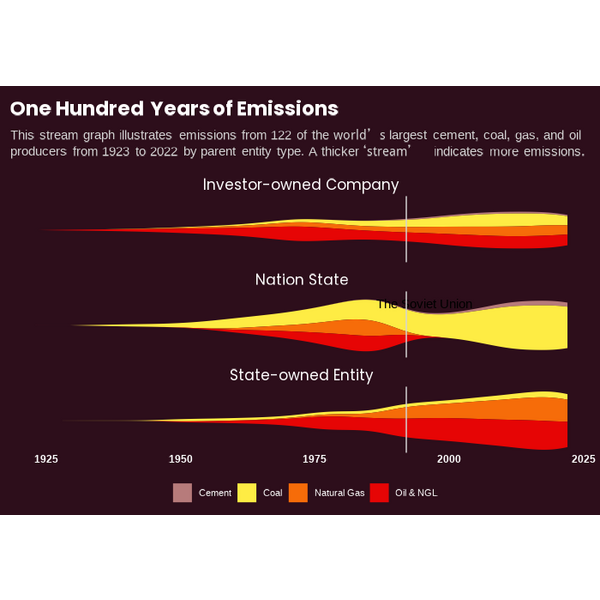 One Hundred Years of Emissions
This stream graph illustrates emissions from 122 of the world’s largest cement, coal, gas, and oil
producers from 1923 to 2022 by parent entity type. A thicker ‘stream’ indicates more emissions.
Investor-owned Company
Nation State
The Soviet Union
State-owned Entity
1925 1950 1975 2000 2025
Cement Coal Natural Gas Oil & NGL